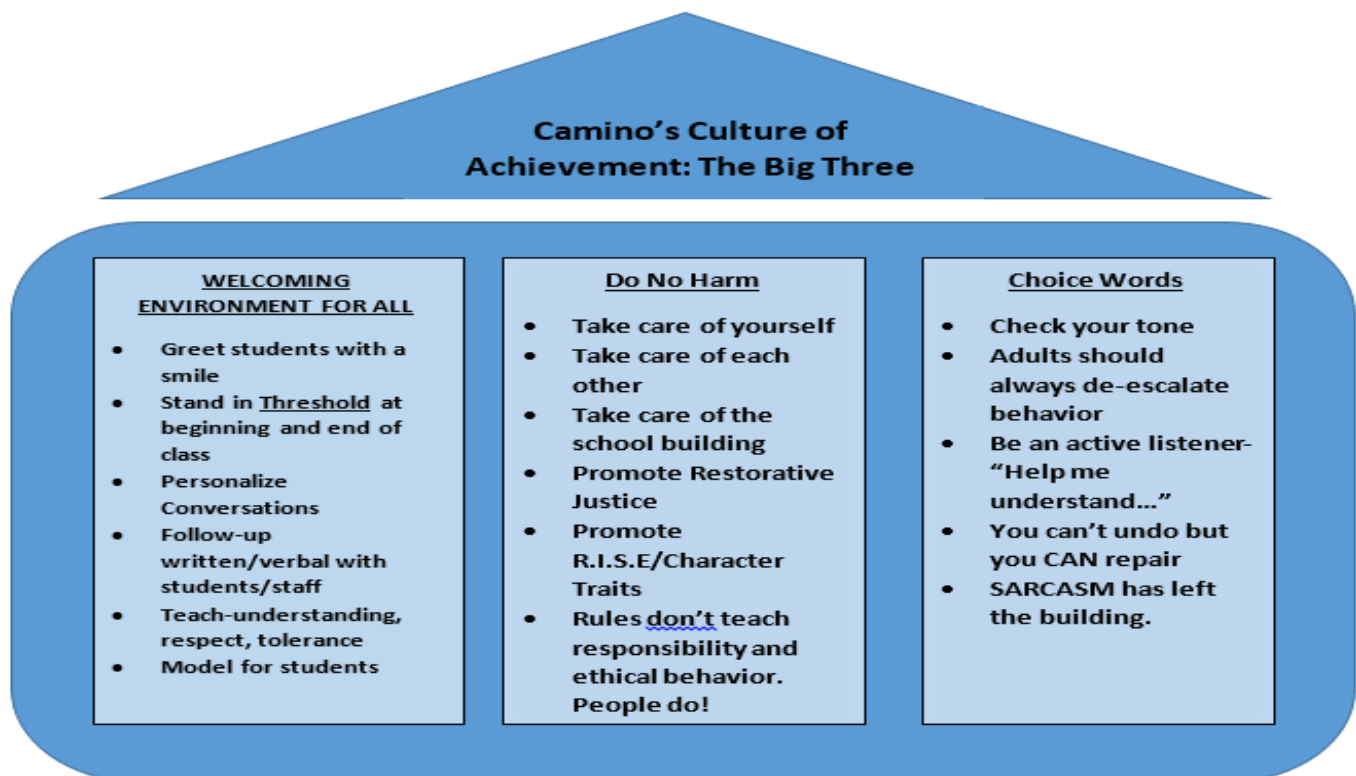 Camino's Culture of
Achievement: The Big Three
WELCOMING
ENVIRONMENT FOR ALL
• Greet students with a
smile
• Stand in Threshold at
beginning and end of
class
• Personalize
Conversations
• Follow-up
written/verbal with
students/staff
• Teach-understanding,
respect, tolerance
• Model for students
Do No Harm
• Take care of yourself
• Take care of each
other
• Take care of the
school building
• Promote Restorative
Justice
• Promote
R.I.S.E/Character
Traits
• Rules don't teach
responsibility and
ethical behavior.
People do!
Choice Words
• Check your tone
• Adults should
always de-escalate
behavior
• Be an active listener-
“Help me
understand…”
• You can't undo but
you CAN repair
• SARCASM has left
the building.